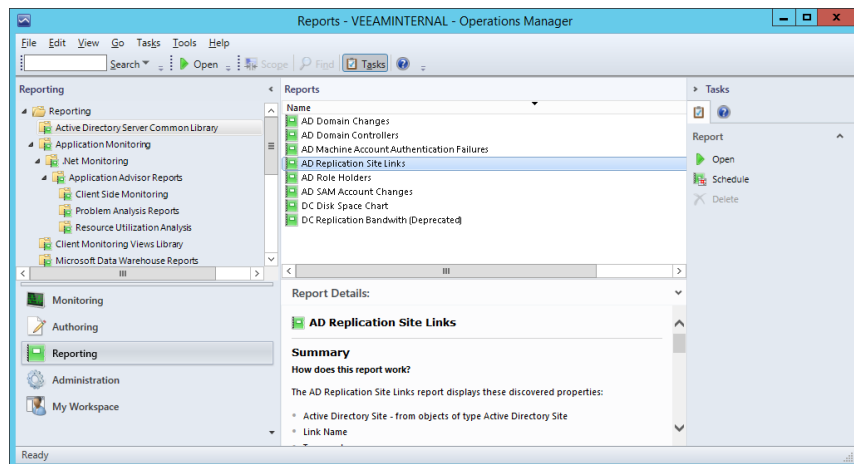 Reports - VEEAMINTERNAL - Operations Manager
File Edit View Go Tasks Tools Help
Search Open Scope Find Tasks
Reporting
Reporting
Active Directory Server Common Library
Application Monitoring
.Net Monitoring
Application Advisor Reports
Client Side Monitoring
Problem Analysis Reports
Resource Utilization Analysis
Client Monitoring Views Library
Microsoft Data Warehouse Reports
Monitoring
Authoring
Reporting
Administration
My Workspace
Reports
Name
AD Domain Changes
AD Domain Controllers
AD Machine Account Authentication Failures
AD Replication Site Links
AD Role Holders
AD SAM Account Changes
DC Disk Space Chart
DC Replication Bandwith (Deprecated)
Report Details:
AD Replication Site Links
Summary
How does this report work?
The AD Replication Site Links report displays these discovered properties:
Active Directory Site - from objects of type Active Directory Site
Link Name
Tasks
Report
Open
Schedule
Delete
Ready